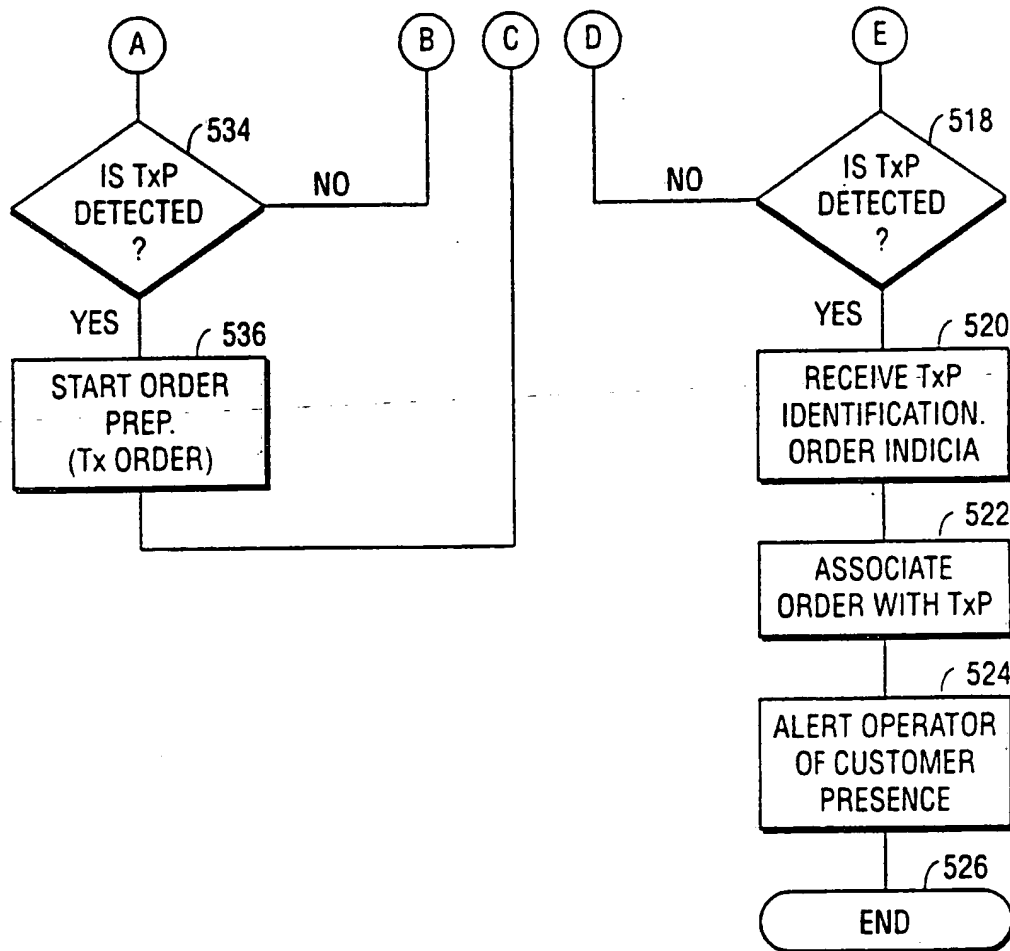 A
B
C
D
E
534
IS TxP
DETECTED
?
NO
YES
536
START ORDER
PREP.
(Tx ORDER)
518
IS TxP
DETECTED
?
NO
YES
520
RECEIVE TxP
IDENTIFICATION.
ORDER INDICIA
522
ASSOCIATE
ORDER WITH TxP
524
ALERT OPERATOR
OF CUSTOMER
PRESENCE
526
END